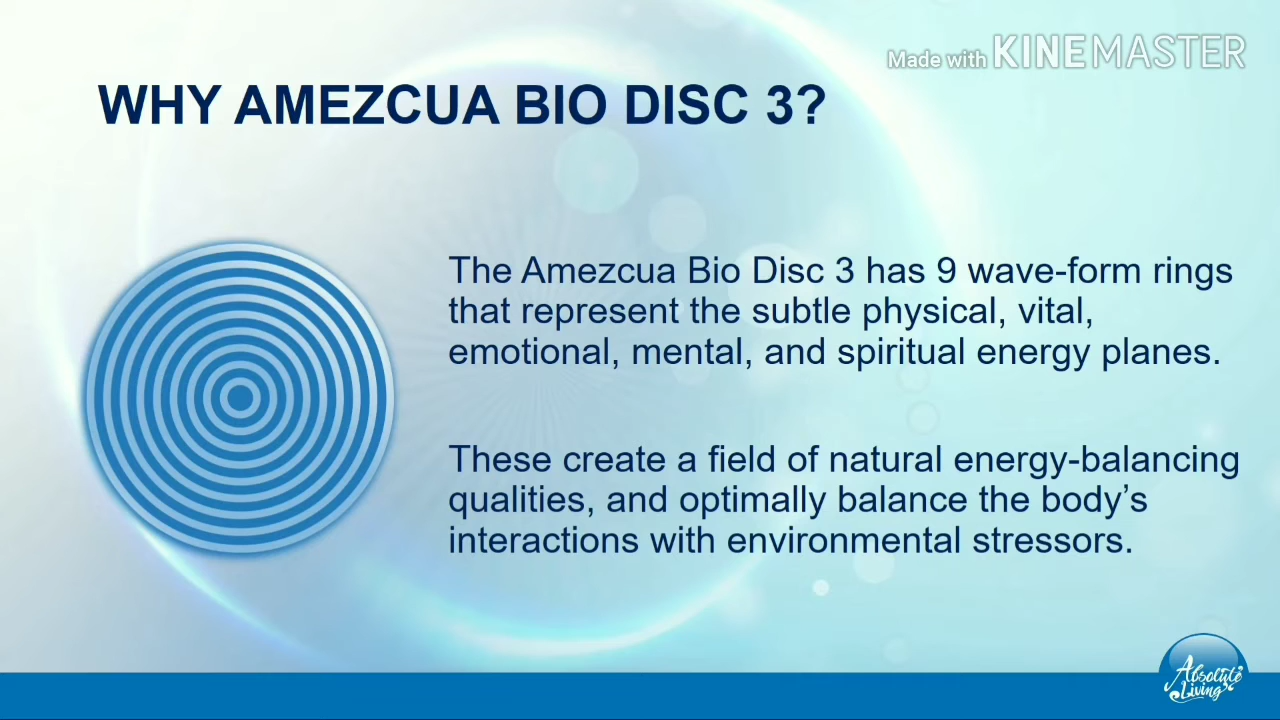 Made with KINEMASTER
WHY AMEZCUA BIO DISC 3?
The Amezcua Bio Disc 3 has 9 wave-form rings
that represent the subtle physical, vital,
emotional, mental, and spiritual energy planes.
These create a field of natural energy-balancing
qualities, and optimally balance the body’s
interactions with environmental stressors.
Absolute
Living